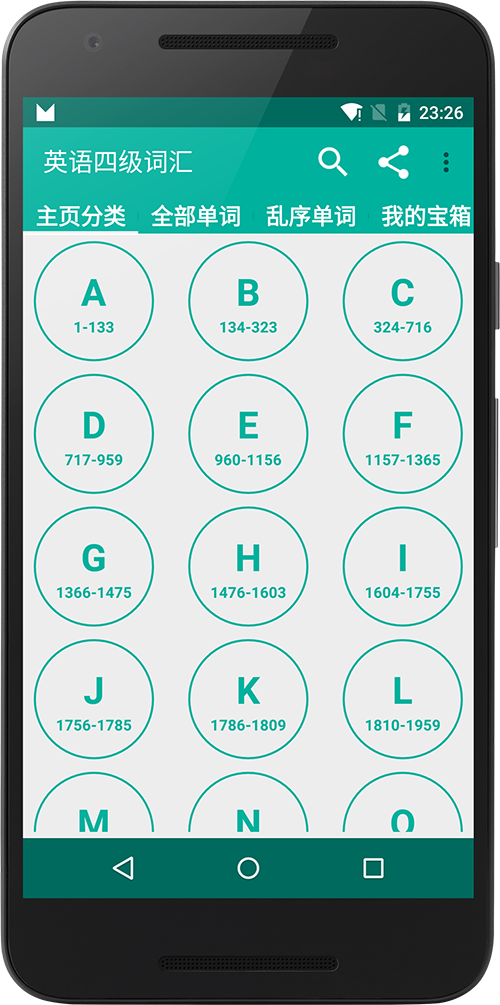 23:26
英语四级词汇
主页分类 全部单词 乱序单词 我的宝箱
A B C
1-133 134-323 324-716
D E F
717-959 960-1156 1157-1365
G H I
1366-1475 1476-1603 1604-1755
J K L
1756-1785 1786-1809 1810-1959
M N O